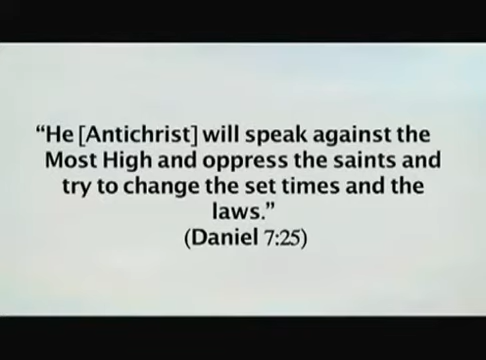 “He [Antichrist] will speak against the
Most High and oppress the saints and
try to change the set times and the
laws.”
(Daniel 7:25)